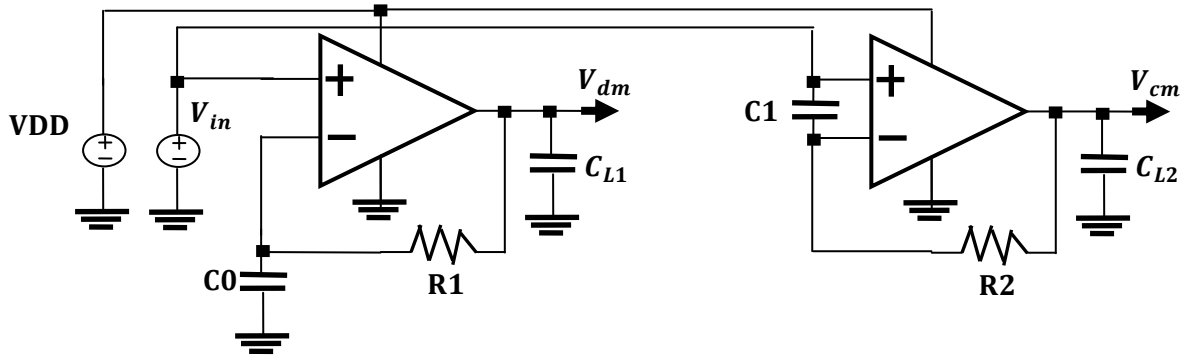 V_dm
V_cm
V_in
VDD
C1
C_L1
C_L2
C0
R1
R2
+
−
+
−
+
−
+
−